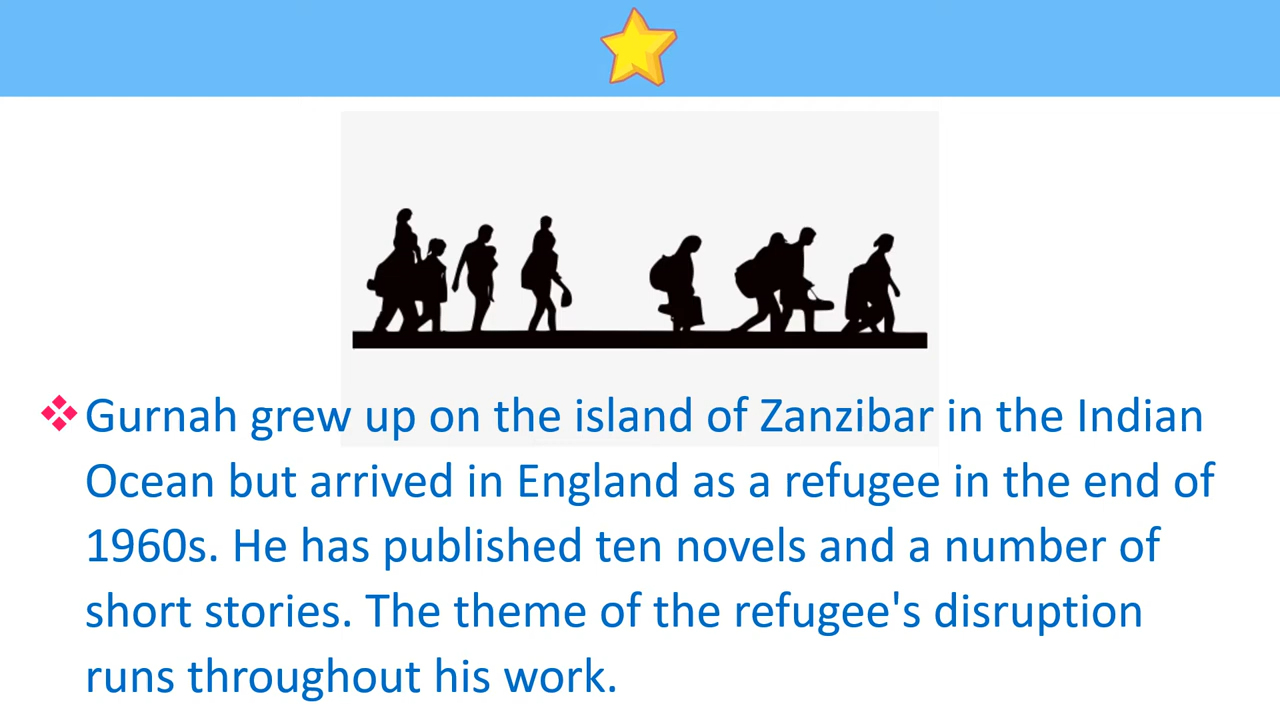 Gurnah grew up on the island of Zanzibar in the Indian
Ocean but arrived in England as a refugee in the end of
1960s. He has published ten novels and a number of
short stories. The theme of the refugee's disruption
runs throughout his work.